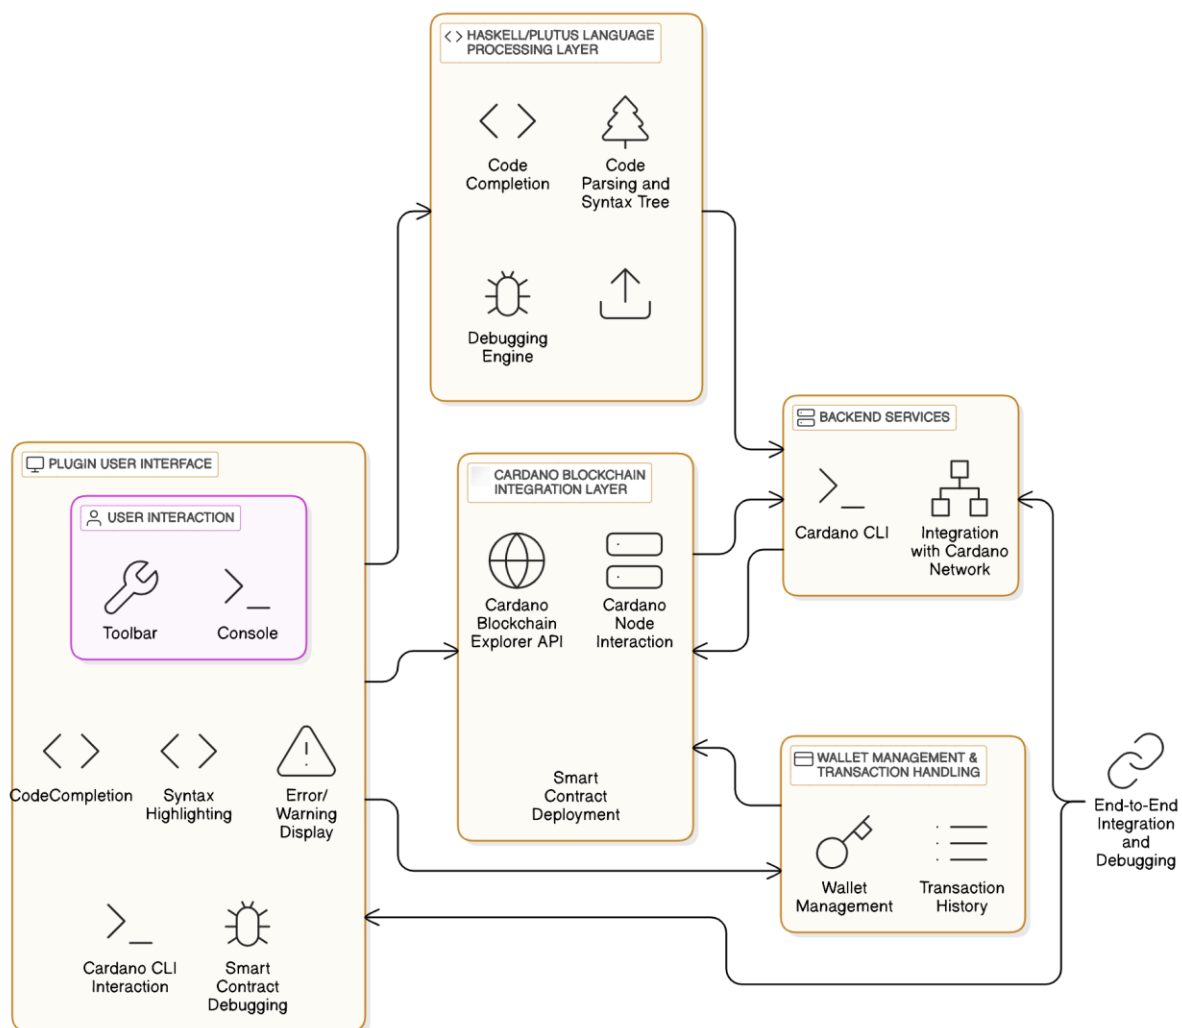 HASKELL/PLUTUS LANGUAGE
PROCESSING LAYER
Code
Completion
Code
Parsing and
Syntax Tree
Debugging
Engine
BACKEND SERVICES
Cardano CLI
Integration
with Cardano
Network
PLUGIN USER INTERFACE
USER INTERACTION
Toolbar
Console
CodeCompletion
Syntax
Highlighting
Error/
Warning
Display
Cardano CLI
Interaction
Smart
Contract
Debugging
CARDANO BLOCKCHAIN
INTEGRATION LAYER
Cardano
Blockchain
Explorer API
Cardano
Node
Interaction
Smart
Contract
Deployment
WALLET MANAGEMENT &
TRANSACTION HANDLING
Wallet
Management
Transaction
History
End-to-End
Integration
and
Debugging